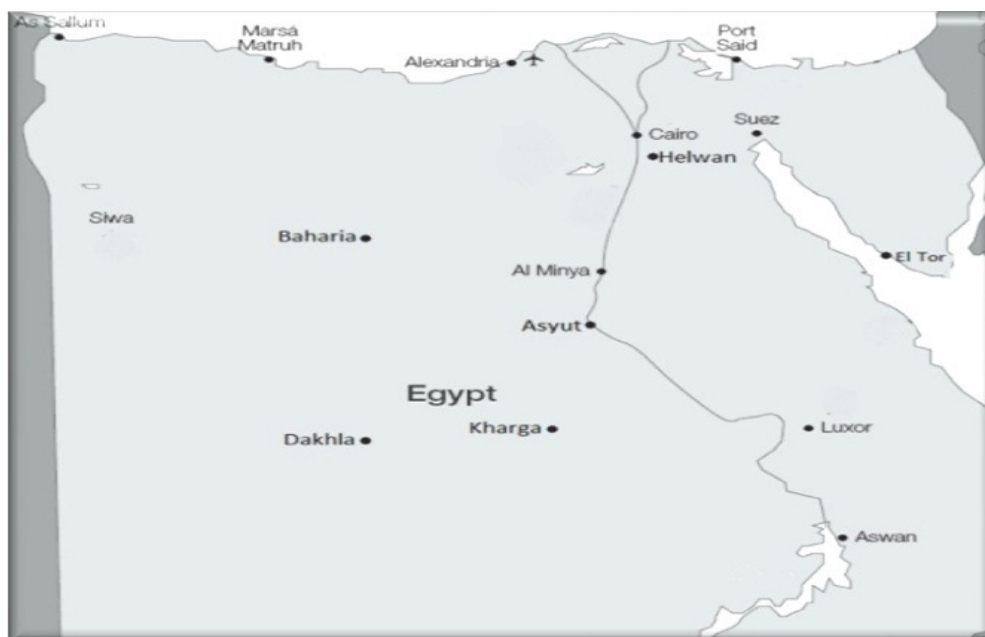 As Sallum
Marsá
Matruh
Alexandria
Port
Said
Cairo
Suez
Helwan
Siwa
Baharia
El Tor
Al Minya
Asyut
Egypt
Kharga
Luxor
Dakhla
Aswan